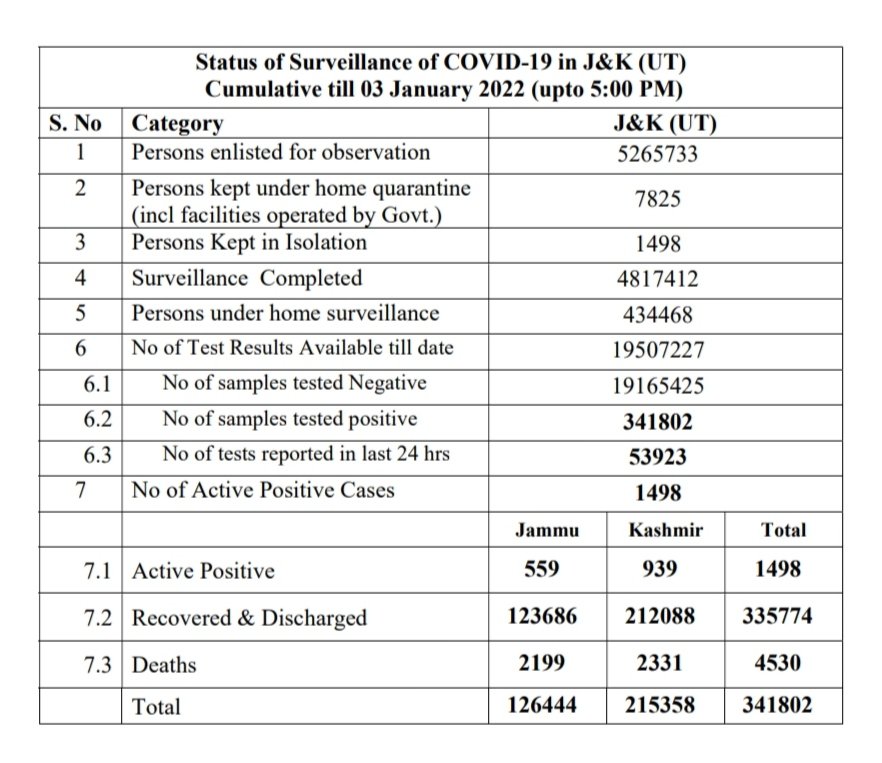 Status of Surveillance of COVID-19 in J&K (UT)
Cumulative till 03 January 2022 (upto 5:00 PM)
S. No Category J&K (UT)
1 Persons enlisted for observation 5265733
2 Persons kept under home quarantine
(incl facilities operated by Govt.) 7825
3 Persons Kept in Isolation 1498
4 Surveillance Completed 4817412
5 Persons under home surveillance 434468
6 No of Test Results Available till date 19507227
6.1 No of samples tested Negative 19165425
6.2 No of samples tested positive 341802
6.3 No of tests reported in last 24 hrs 53923
7 No of Active Positive Cases 1498
Jammu Kashmir Total
7.1 Active Positive 559 939 1498
7.2 Recovered & Discharged 123686 212088 335774
7.3 Deaths 2199 2331 4530
Total 126444 215358 341802